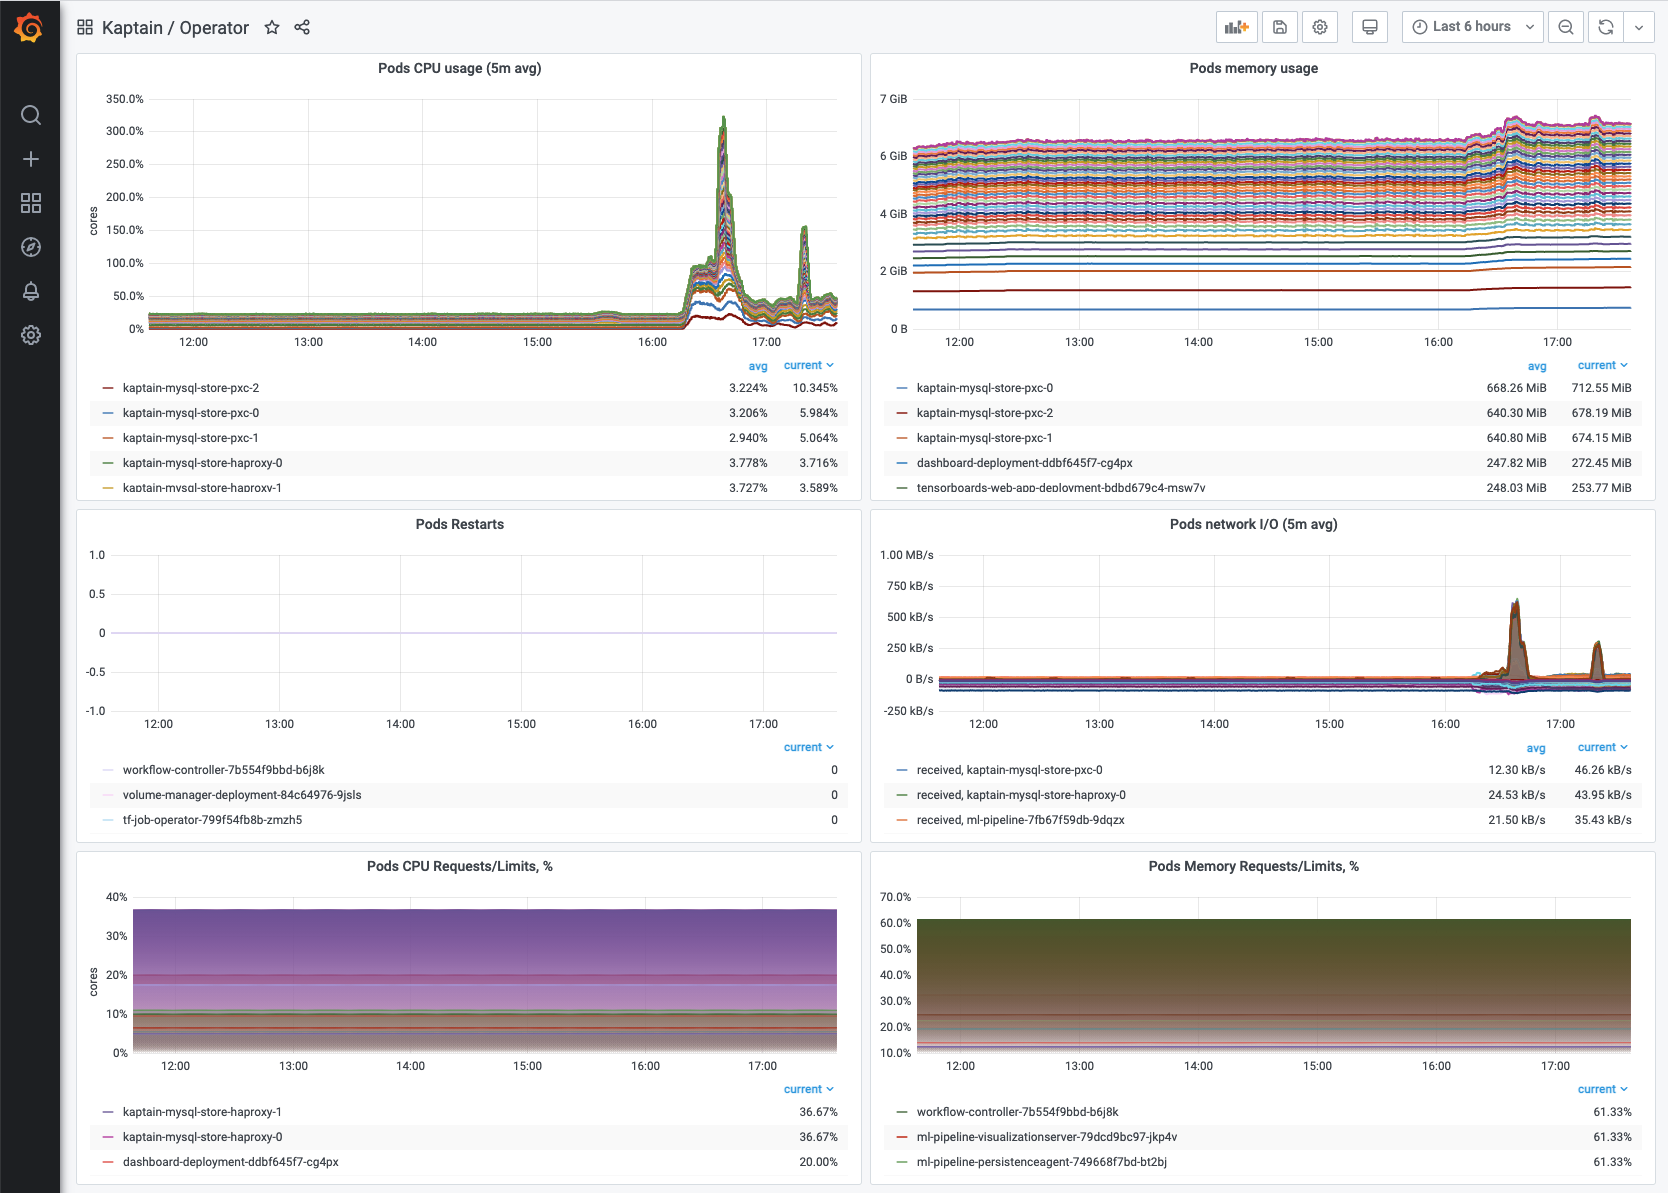 Kaptain / Operator
Last 6 hours
Pods CPU usage (5m avg)
350.0%
300.0%
250.0%
200.0%
150.0%
100.0%
50.0%
0%
cores
12:00 13:00 14:00 15:00 16:00 17:00
avg current
kaptain-mysql-store-pxc-2 3.224% 10.345%
kaptain-mysql-store-pxc-0 3.206% 5.984%
kaptain-mysql-store-pxc-1 2.940% 5.064%
kaptain-mysql-store-haproxy-0 3.778% 3.716%
kaptain-mysql-store-haproxy-1 3.727% 3.589%
Pods memory usage
7 GiB
6 GiB
4 GiB
2 GiB
0 B
12:00 13:00 14:00 15:00 16:00 17:00
avg current
kaptain-mysql-store-pxc-0 668.26 MiB 712.55 MiB
kaptain-mysql-store-pxc-2 640.30 MiB 678.19 MiB
kaptain-mysql-store-pxc-1 640.80 MiB 674.15 MiB
dashboard-deployment-ddbf645f7-cg4px 247.82 MiB 272.45 MiB
tensorboards-web-app-deployment-bdbd679c4-msw7v 248.03 MiB 253.77 MiB
Pods Restarts
1.0
0.5
0
-0.5
-1.0
12:00 13:00 14:00 15:00 16:00 17:00
current
workflow-controller-7b554f9bbd-b6j8k 0
volume-manager-deployment-84c64976-9jsls 0
tf-job-operator-799f54fb8b-zmzh5 0
Pods network I/O (5m avg)
1.00 MB/s
750 kB/s
500 kB/s
250 kB/s
0 B/s
-250 kB/s
12:00 13:00 14:00 15:00 16:00 17:00
avg current
received, kaptain-mysql-store-pxc-0 12.30 kB/s 46.26 kB/s
received, kaptain-mysql-store-haproxy-0 24.53 kB/s 43.95 kB/s
received, ml-pipeline-7fb67f59db-9dqzx 21.50 kB/s 35.43 kB/s
Pods CPU Requests/Limits, %
40%
30%
20%
10%
0%
cores
12:00 13:00 14:00 15:00 16:00 17:00
current
kaptain-mysql-store-haproxy-1 36.67%
kaptain-mysql-store-haproxy-0 36.67%
dashboard-deployment-ddbf645f7-cg4px 20.00%
Pods Memory Requests/Limits, %
70.0%
60.0%
50.0%
40.0%
30.0%
20.0%
10.0%
12:00 13:00 14:00 15:00 16:00 17:00
current
workflow-controller-7b554f9bbd-b6j8k 61.33%
ml-pipeline-visualizationserver-79dcd9bc97-jkp4v 61.33%
ml-pipeline-persistenceagent-749668f7bd-bt2bj 61.33%